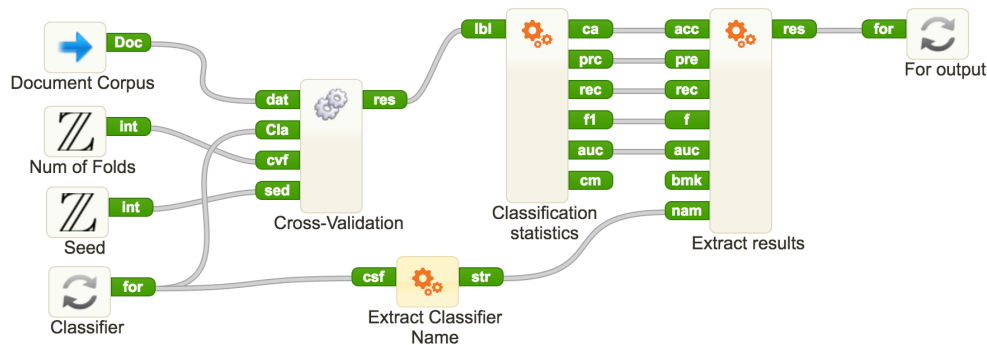 Doc
Document Corpus
int
Num of Folds
int
Seed
for
Classifier
dat
Cla
cvf
sed
res
Cross-Validation
csf
str
Extract Classifier
Name
lbl
ca
prc
rec
f1
auc
cm
Classification
statistics
acc
pre
rec
f
auc
bmk
nam
res
Extract results
for
For output